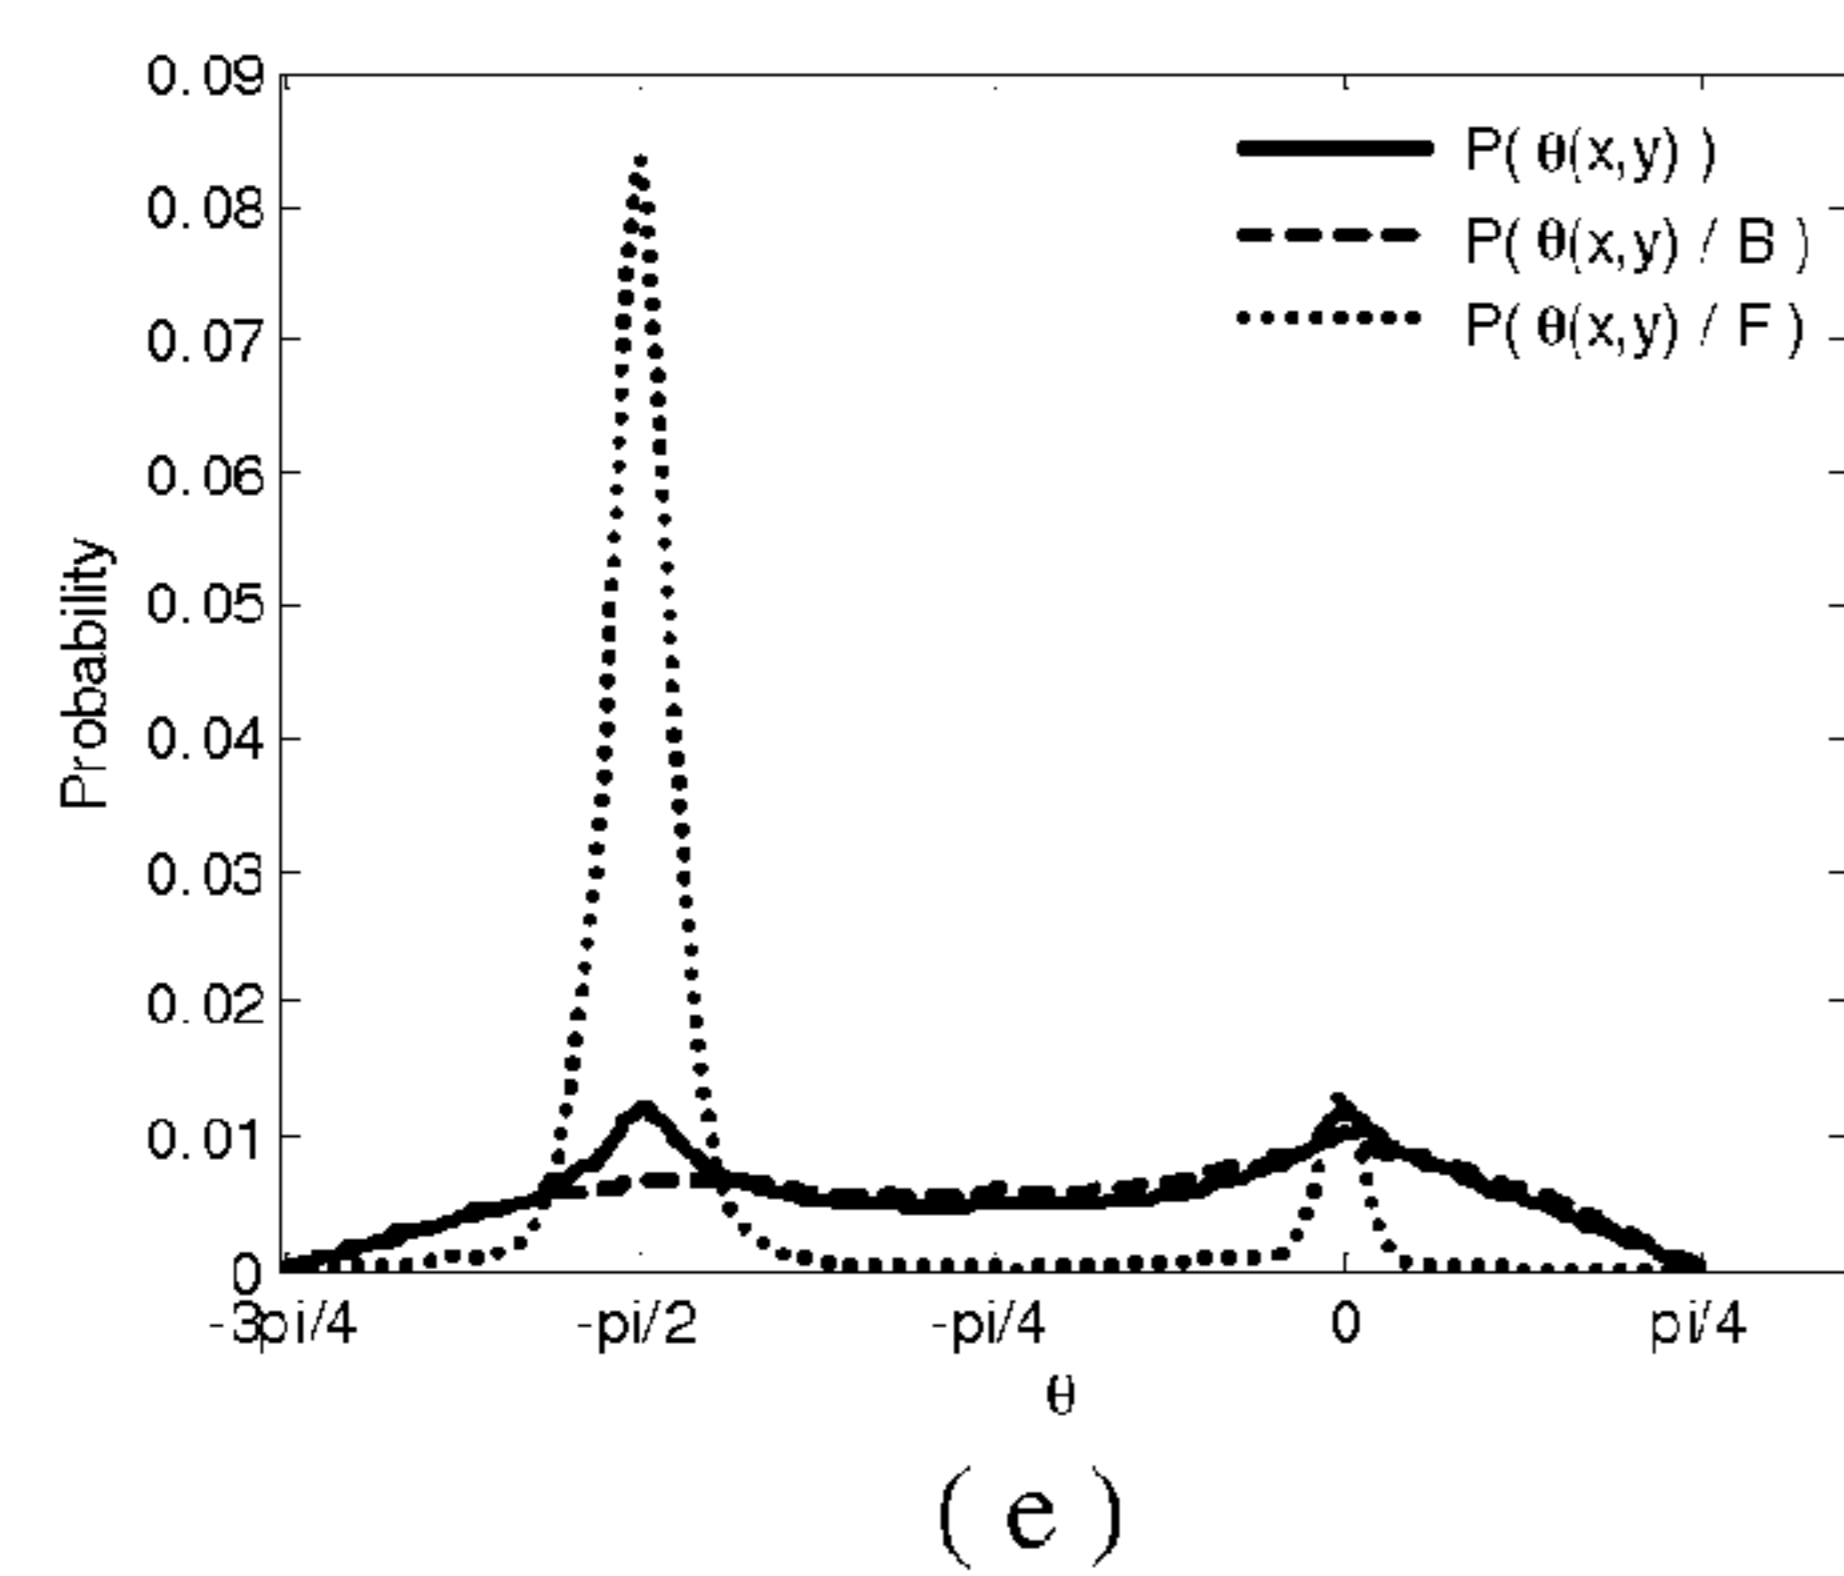 0.09
P( θ(x,y) )
P( θ(x,y) / B )
P( θ(x,y) / F )
0.08
0.07
0.06
0.05
0.04
0.03
0.02
0.01
0
Probability
-3pi/4 -pi/2 -pi/4 0 pi/4
θ
( e )